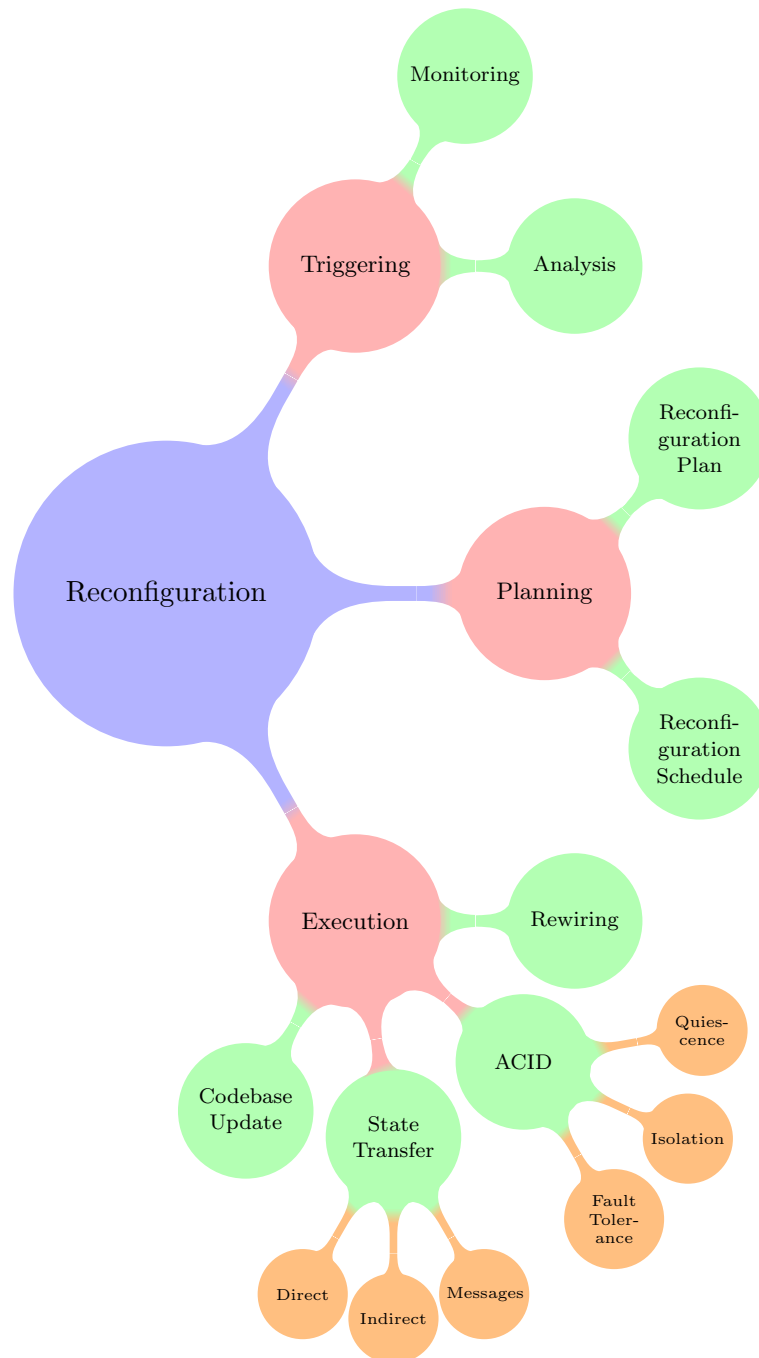 Monitoring
Triggering
Analysis
Reconfi-
guration
Plan
Reconfiguration
Planning
Reconfi-
guration
Schedule
Execution
Rewiring
Quies-
cence
ACID
Codebase
Update
State
Transfer
Isolation
Fault
Toler-
ance
Direct
Indirect
Messages